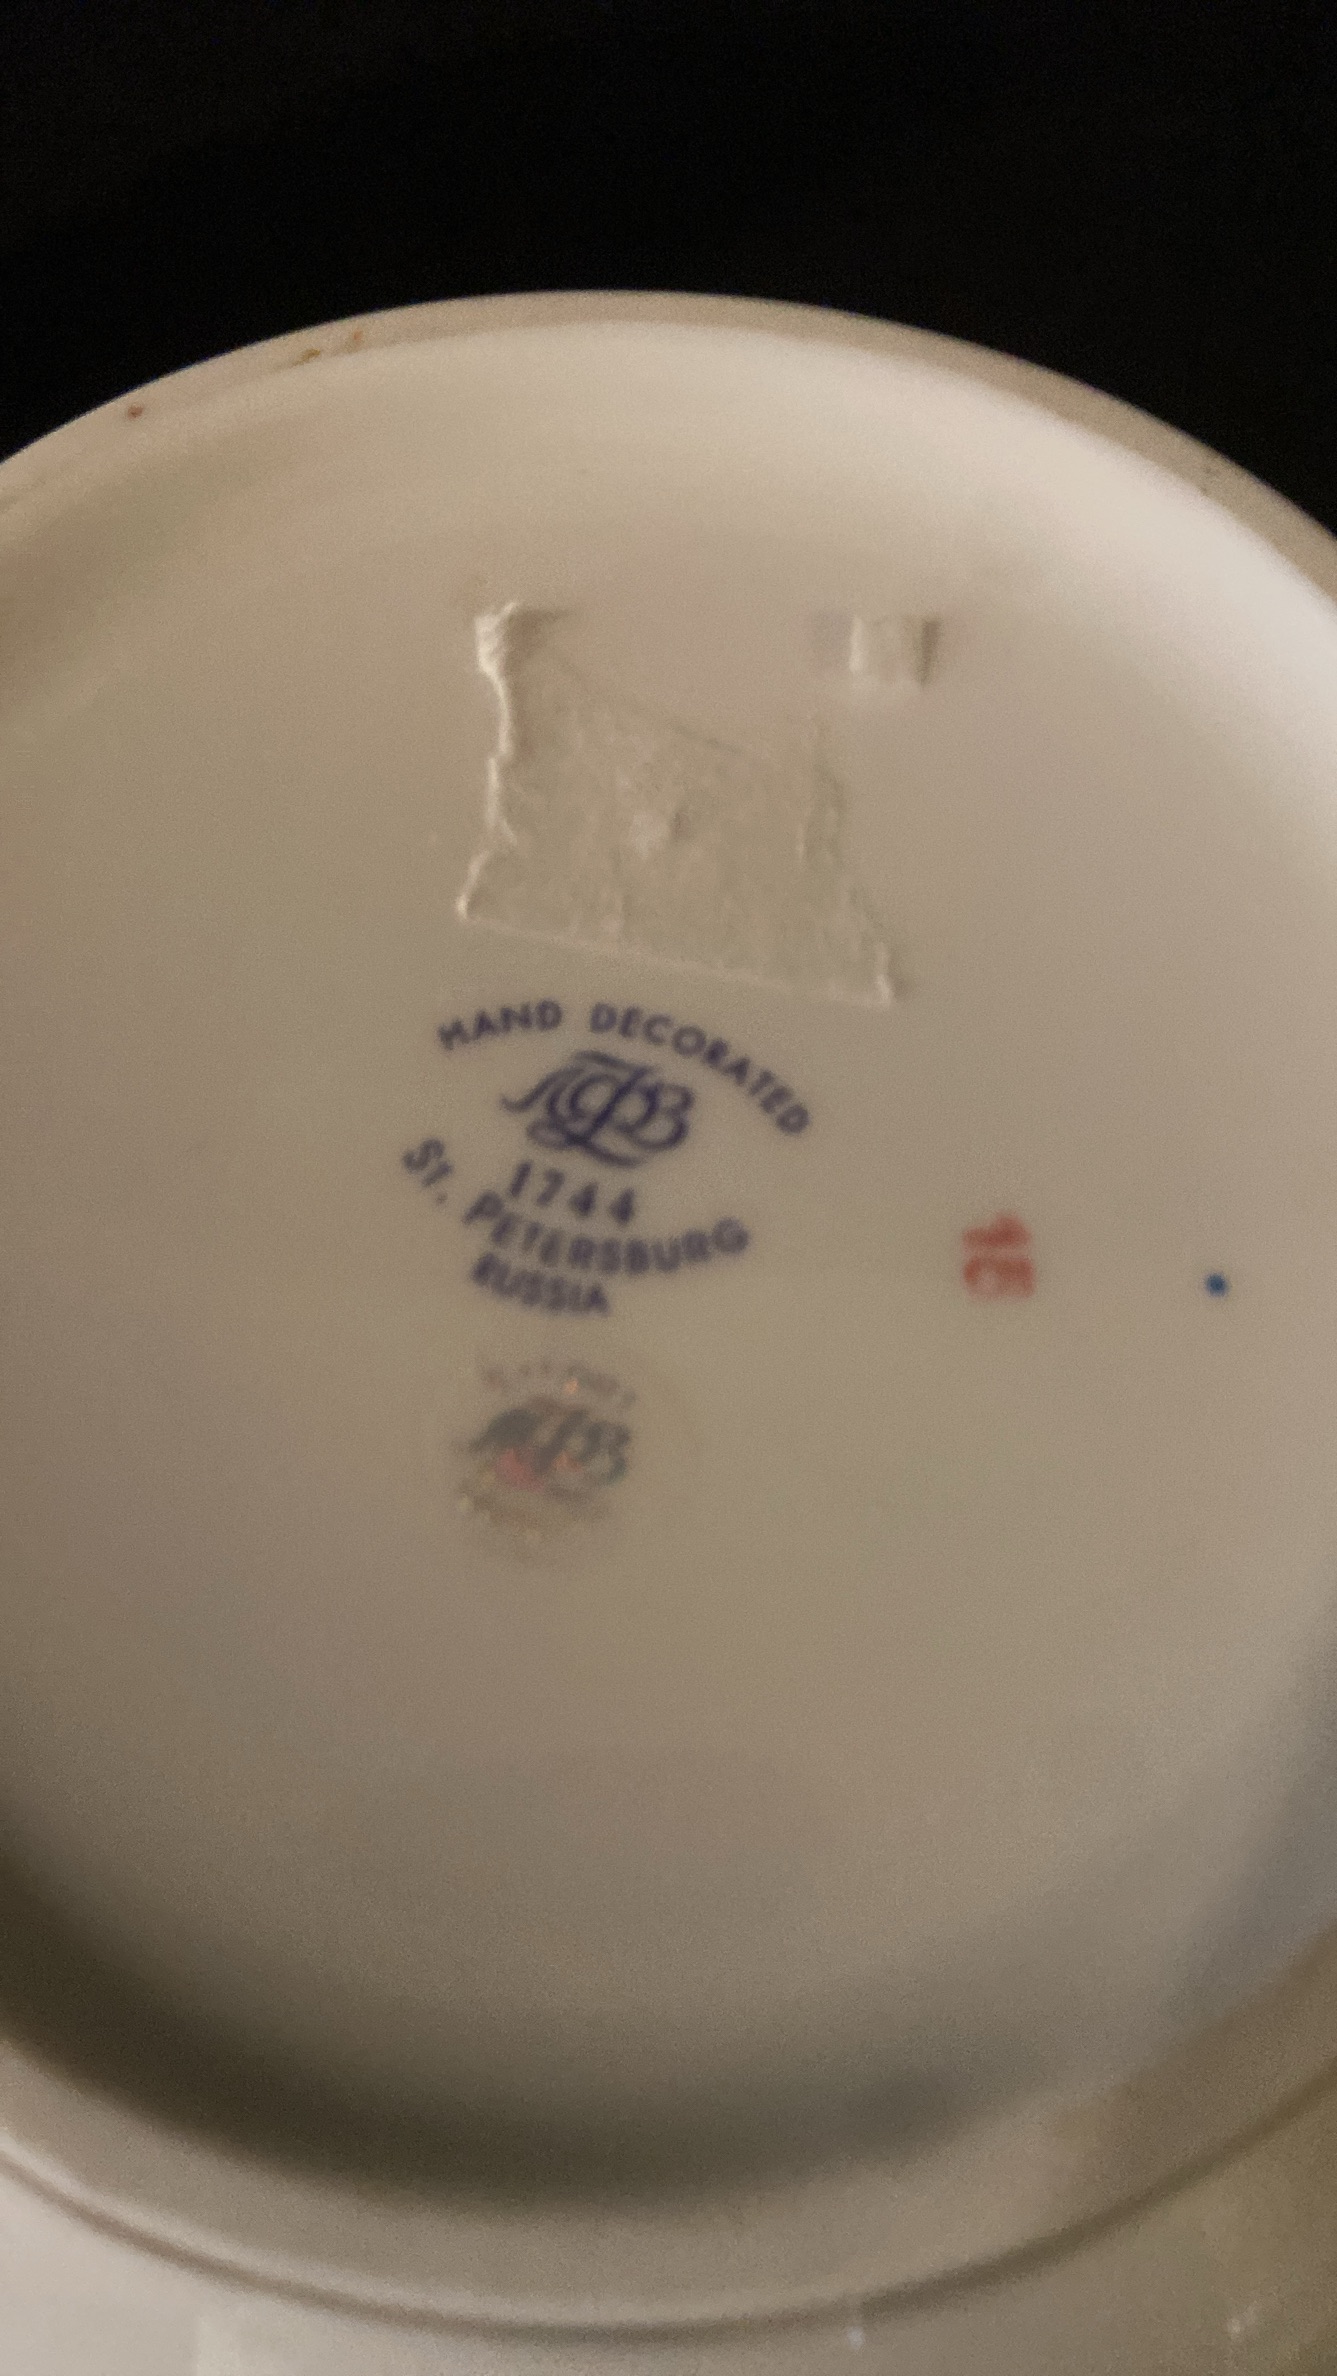 HAND DECORATED
ЛФЗ
1744
ST. PETERSBURG
RUSSIA